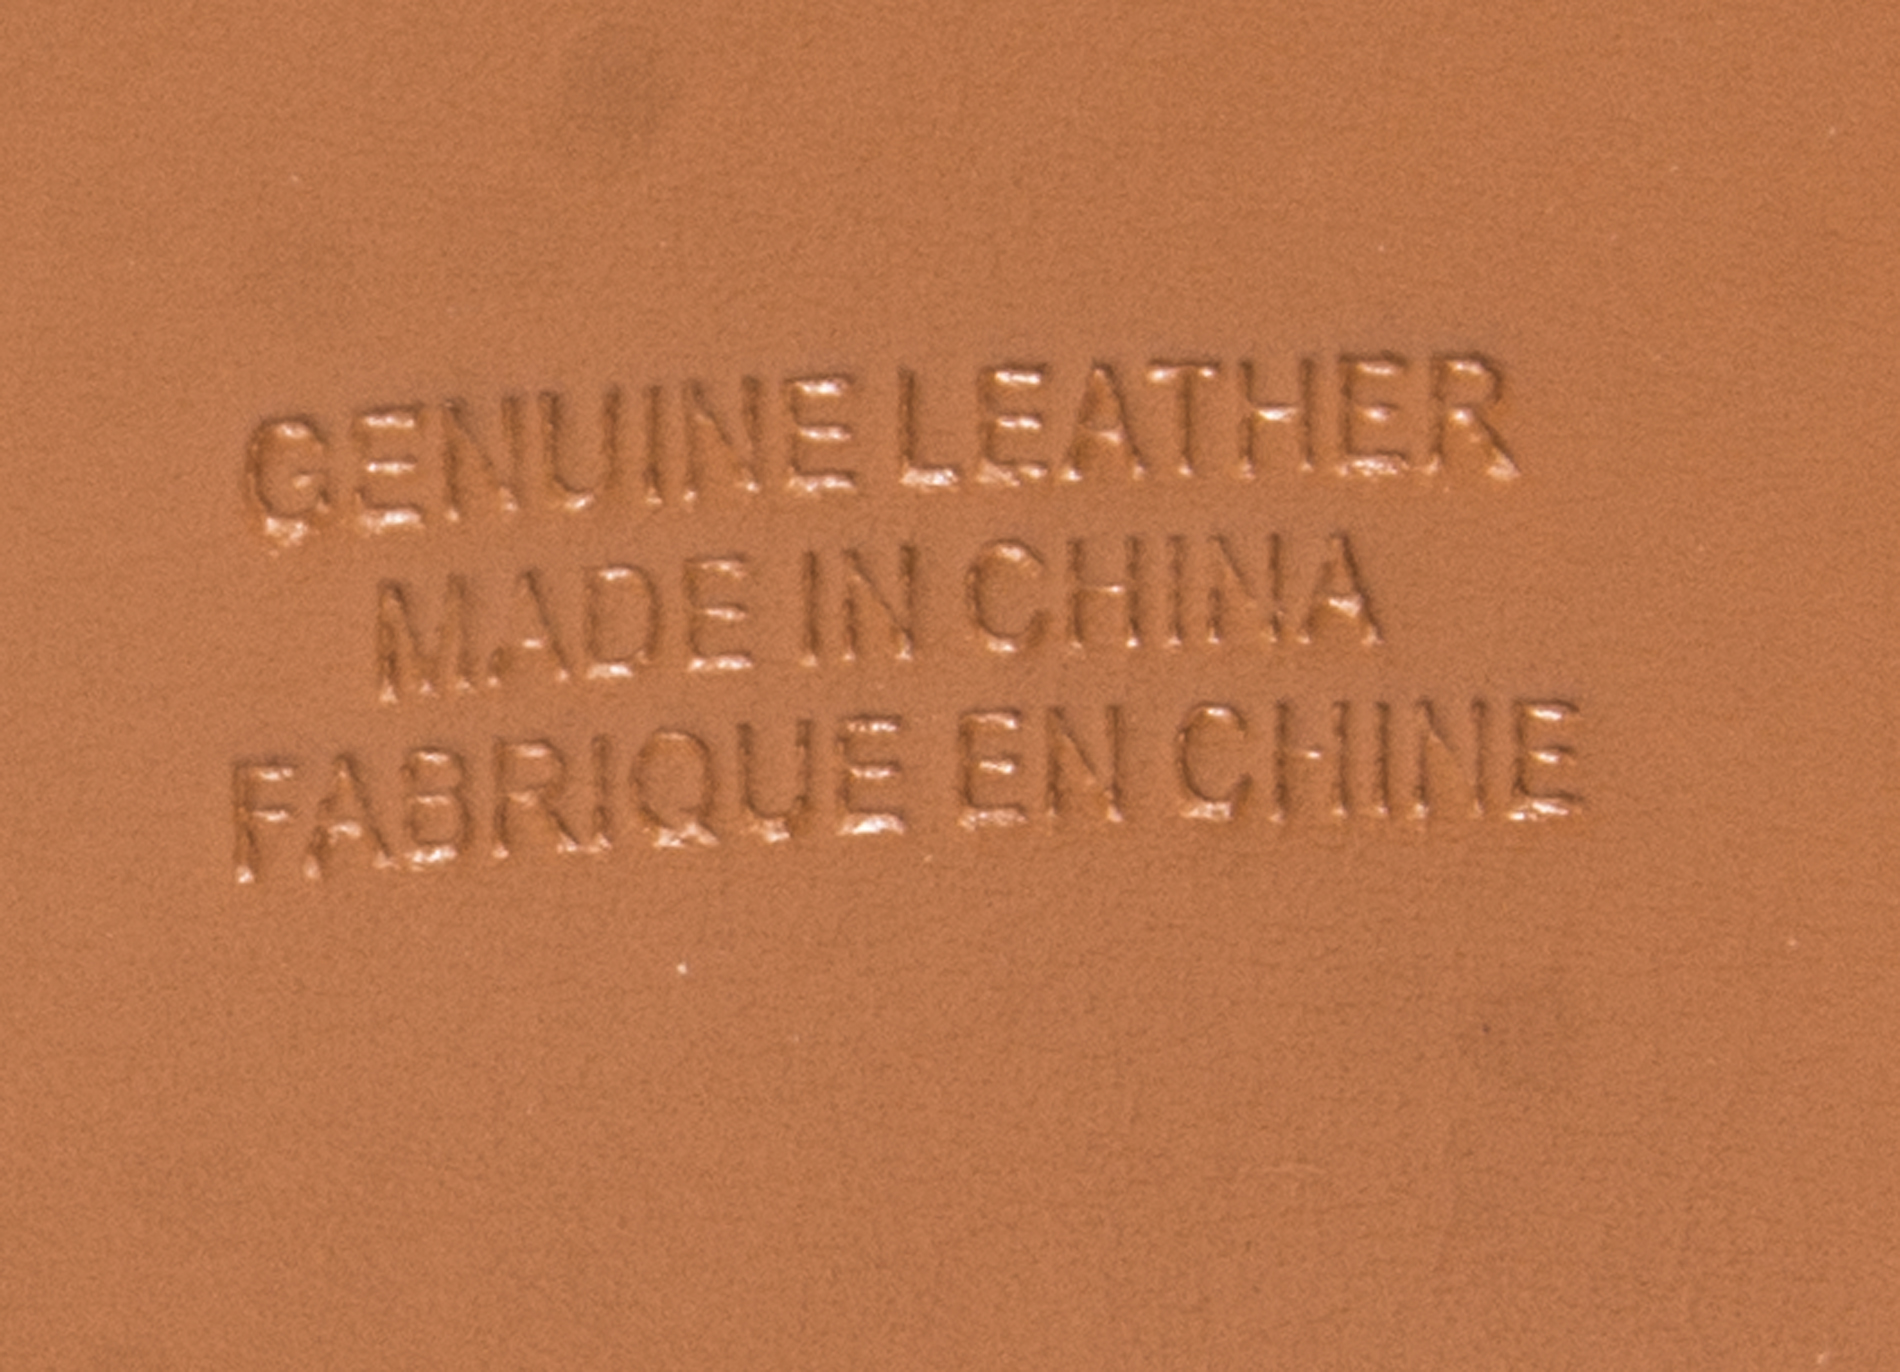 GENUINE LEATHER
MADE IN CHINA
FABRIQUE EN CHINE